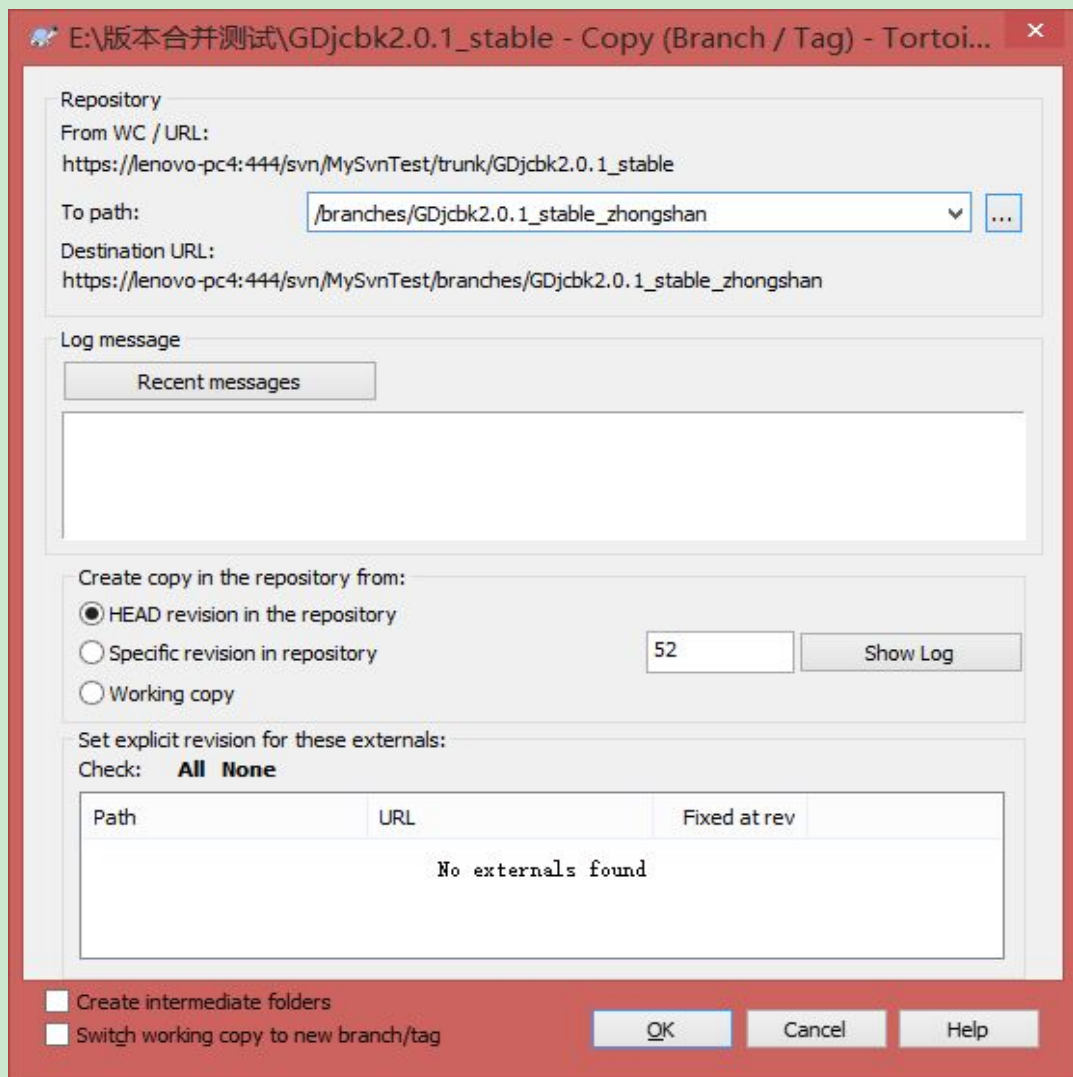 E:\版本合并测试\GDjcbk2.0.1_stable - Copy (Branch / Tag) - Tortoi...
Repository
From WC / URL:
https://lenovo-pc4:444/svn/MySvnTest/trunk/GDjcbk2.0.1_stable
To path: /branches/GDjcbk2.0.1_stable_zhongshan ...
Destination URL:
https://lenovo-pc4:444/svn/MySvnTest/branches/GDjcbk2.0.1_stable_zhongshan
Log message
Recent messages
Create copy in the repository from:
HEAD revision in the repository
Specific revision in repository 52 Show Log
Working copy
Set explicit revision for these externals:
Check: All None
Path URL Fixed at rev
No externals found
Create intermediate folders
Switch working copy to new branch/tag
OK Cancel Help